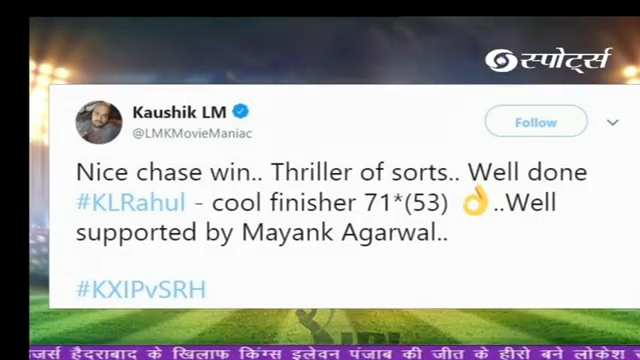 स्पोर्ट्स
Kaushik LM
@LMKMovieManiac
Follow
Nice chase win.. Thriller of sorts.. Well done
#KLRahul - cool finisher 71*(53) 👌..Well
supported by Mayank Agarwal..
#KXIPvSRH
इजर्स हैदराबाद के खिलाफ किंग्स इलेवन पंजाब की जीत के हीरो बने लोकेश